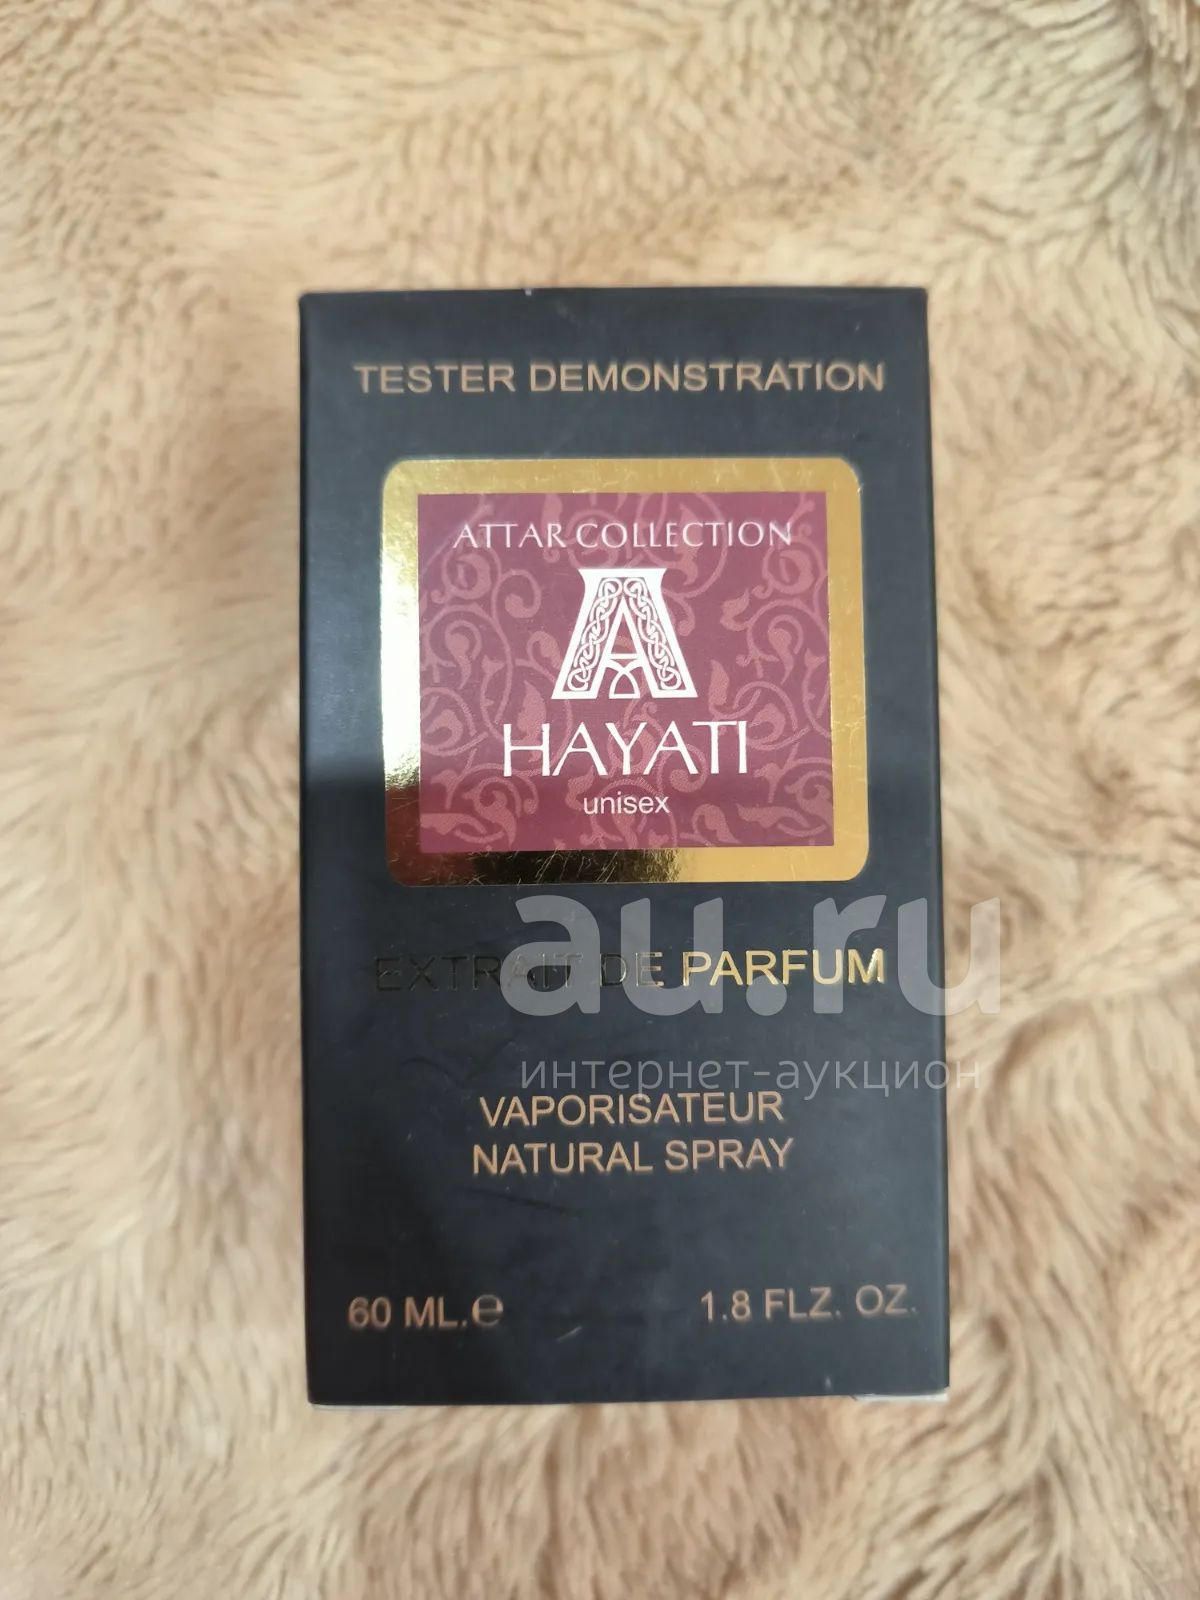 TESTER DEMONSTRATION
ATTAR COLLECTION
A
HAYATI
unisex
au.ru
EXTRAIT DE PARFUM
интернет-аукцион
VAPORISATEUR
NATURAL SPRAY
60 ML.e 1.8 FLZ. OZ.